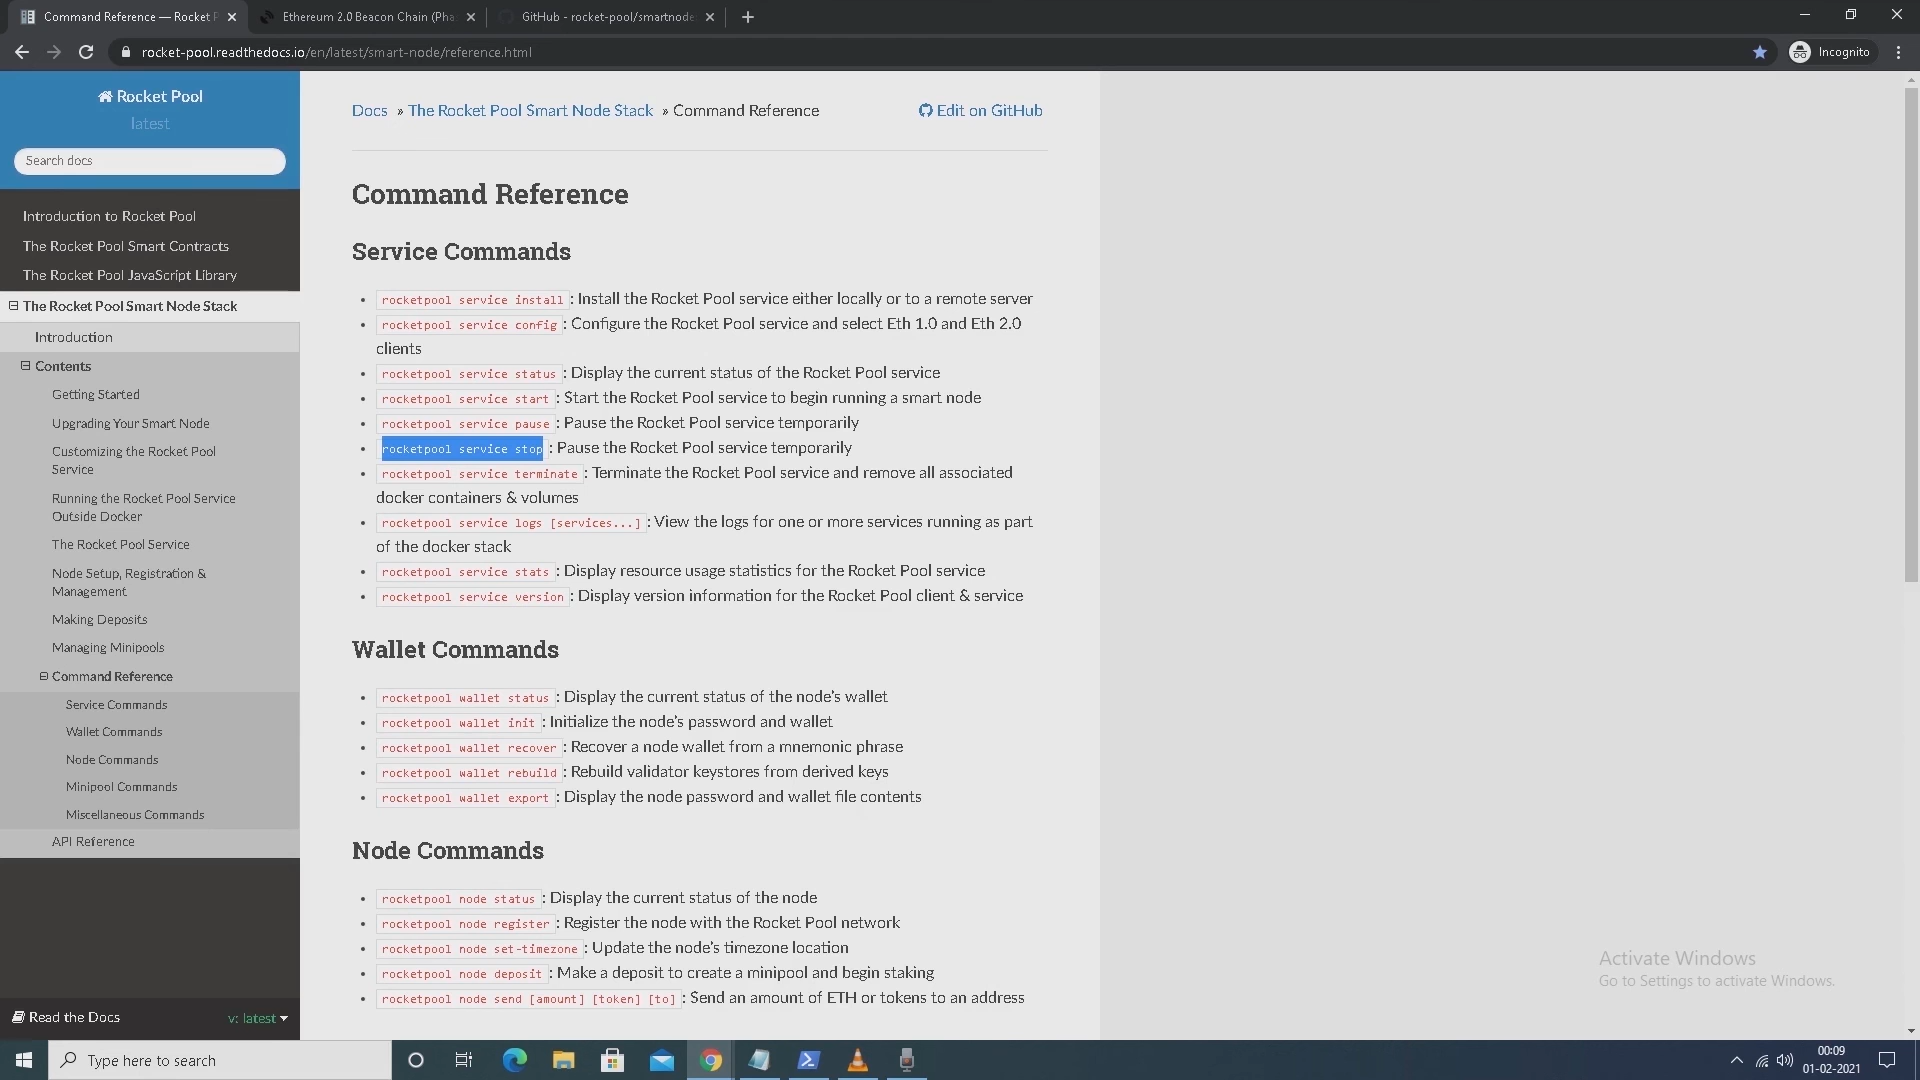 Command Reference — Rocket P
Ethereum 2.0 Beacon Chain (Pha
GitHub - rocket-pool/smartnode
rocket-pool.readthedocs.io/en/latest/smart-node/reference.html
Incognito
Rocket Pool
latest
Search docs
Introduction to Rocket Pool
The Rocket Pool Smart Contracts
The Rocket Pool JavaScript Library
The Rocket Pool Smart Node Stack
Introduction
Contents
Getting Started
Upgrading Your Smart Node
Customizing the Rocket Pool
Service
Running the Rocket Pool Service
Outside Docker
The Rocket Pool Service
Node Setup, Registration &
Management
Making Deposits
Managing Minipools
Command Reference
Service Commands
Wallet Commands
Node Commands
Minipool Commands
Miscellaneous Commands
API Reference
Read the Docs
v: latest
Docs » The Rocket Pool Smart Node Stack » Command Reference
Edit on GitHub
Command Reference
Service Commands
rocketpool service install : Install the Rocket Pool service either locally or to a remote server
rocketpool service config : Configure the Rocket Pool service and select Eth 1.0 and Eth 2.0
clients
rocketpool service status : Display the current status of the Rocket Pool service
rocketpool service start : Start the Rocket Pool service to begin running a smart node
rocketpool service pause : Pause the Rocket Pool service temporarily
rocketpool service stop : Pause the Rocket Pool service temporarily
rocketpool service terminate : Terminate the Rocket Pool service and remove all associated
docker containers & volumes
rocketpool service logs [services...] : View the logs for one or more services running as part
of the docker stack
rocketpool service stats : Display resource usage statistics for the Rocket Pool service
rocketpool service version : Display version information for the Rocket Pool client & service
Wallet Commands
rocketpool wallet status : Display the current status of the node's wallet
rocketpool wallet init : Initialize the node's password and wallet
rocketpool wallet recover : Recover a node wallet from a mnemonic phrase
rocketpool wallet rebuild : Rebuild validator keystores from derived keys
rocketpool wallet export : Display the node password and wallet file contents
Node Commands
rocketpool node status : Display the current status of the node
rocketpool node register : Register the node with the Rocket Pool network
rocketpool node set-timezone : Update the node's timezone location
rocketpool node deposit : Make a deposit to create a minipool and begin staking
rocketpool node send [amount] [token] [to] : Send an amount of ETH or tokens to an address
Activate Windows
Go to Settings to activate Windows.
Type here to search
00:09
01-02-2021